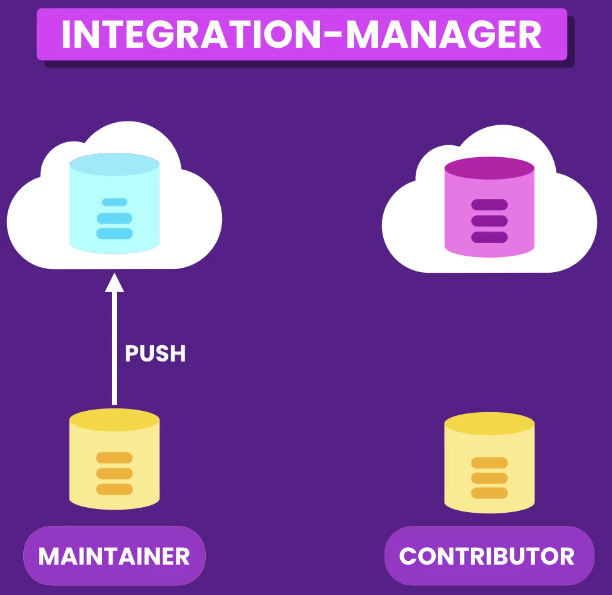 INTEGRATION-MANAGER
PUSH
MAINTAINER
CONTRIBUTOR